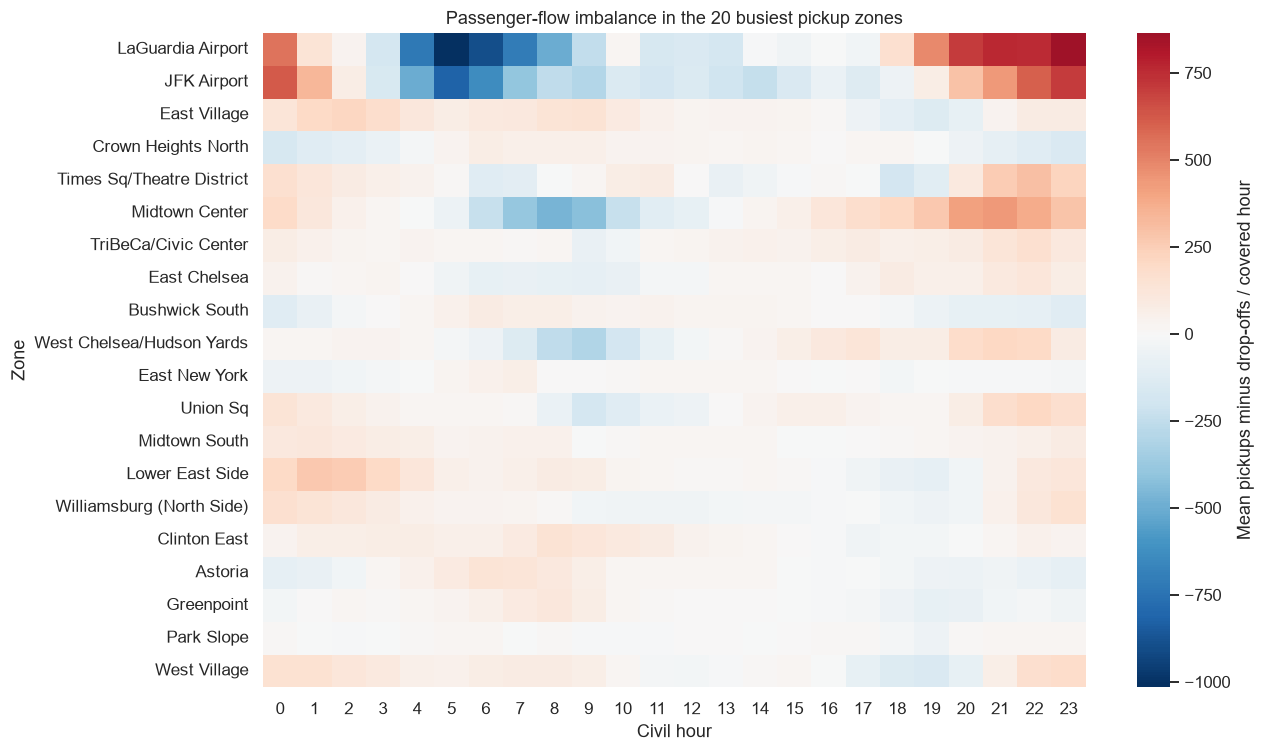 Passenger-flow imbalance in the 20 busiest pickup zones
Zone
LaGuardia Airport
JFK Airport
East Village
Crown Heights North
Times Sq/Theatre District
Midtown Center
TriBeCa/Civic Center
East Chelsea
Bushwick South
West Chelsea/Hudson Yards
East New York
Union Sq
Midtown South
Lower East Side
Williamsburg (North Side)
Clinton East
Astoria
Greenpoint
Park Slope
West Village
0 1 2 3 4 5 6 7 8 9 10 11 12 13 14 15 16 17 18 19 20 21 22 23
Civil hour
750
500
250
0
−250
−500
−750
−1000
Mean pickups minus drop-offs / covered hour